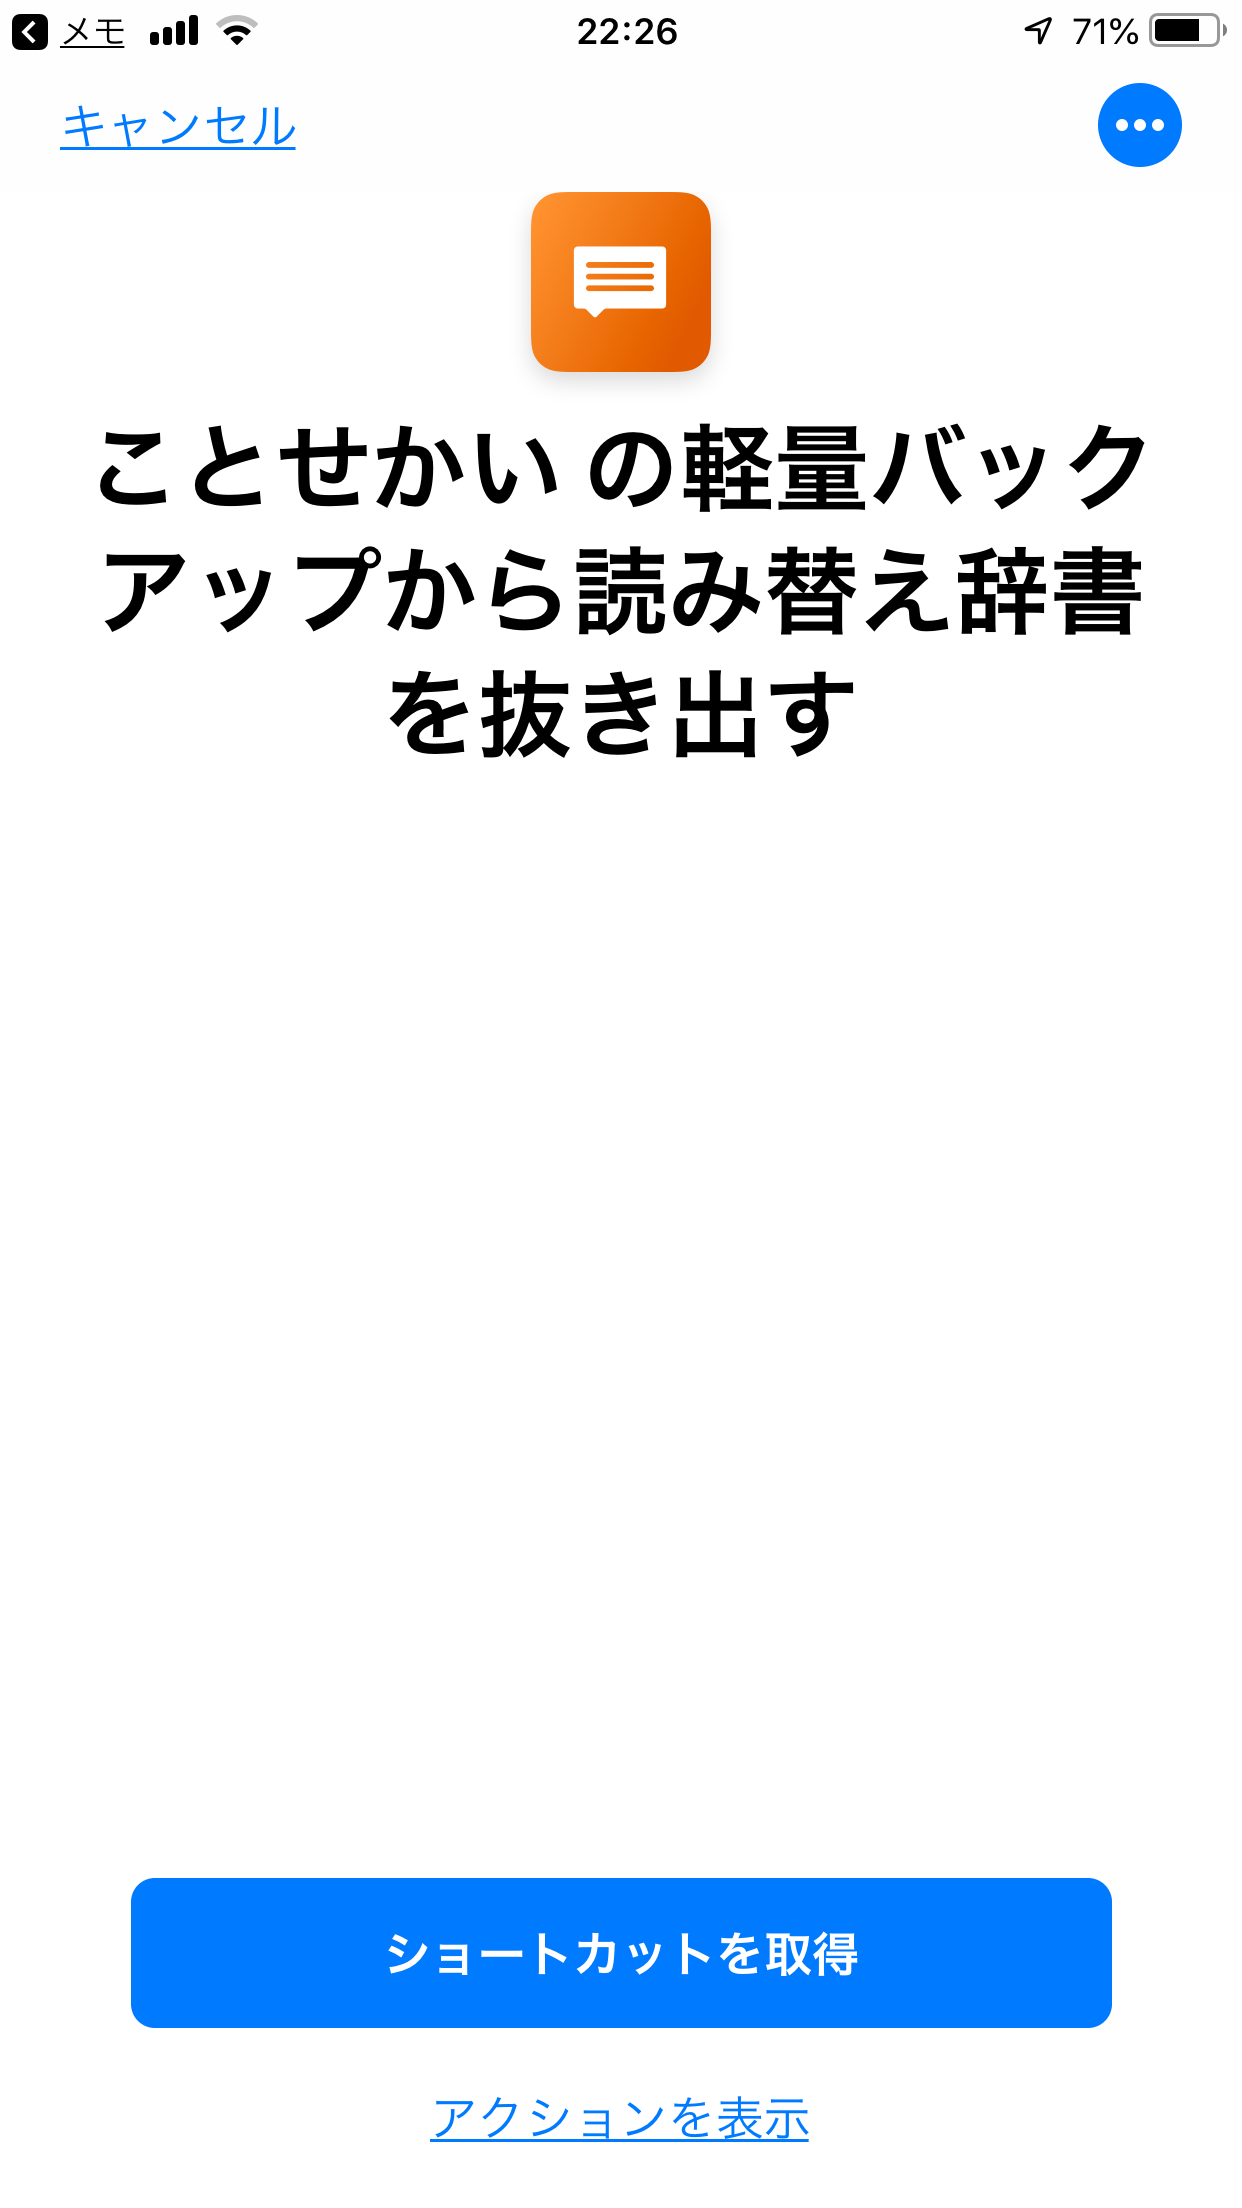 メモ 22:26 71%
キャンセル
ことせかい の軽量バック
アップから読み替え辞書
を抜き出す
ショートカットを取得
アクションを表示